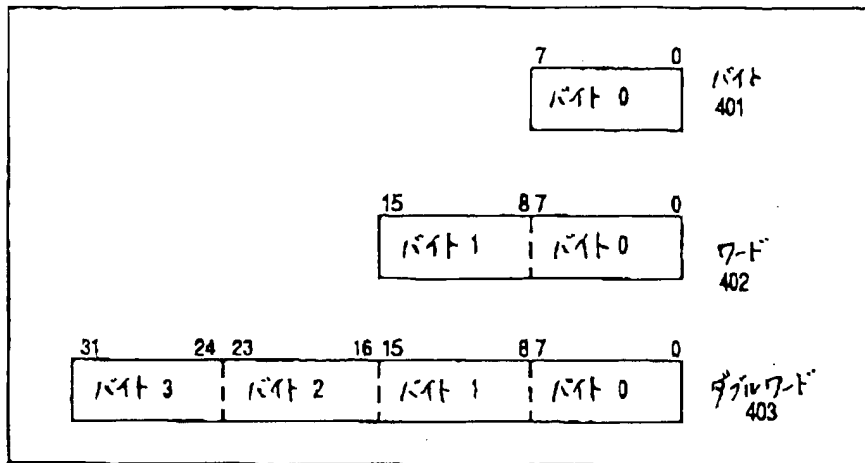 7 0
バイト 0
バイト
401
15 8 7 0
バイト 1 バイト 0
ワード
402
31 24 23 16 15 8 7 0
バイト 3 バイト 2 バイト 1 バイト 0
ダブルワード
403